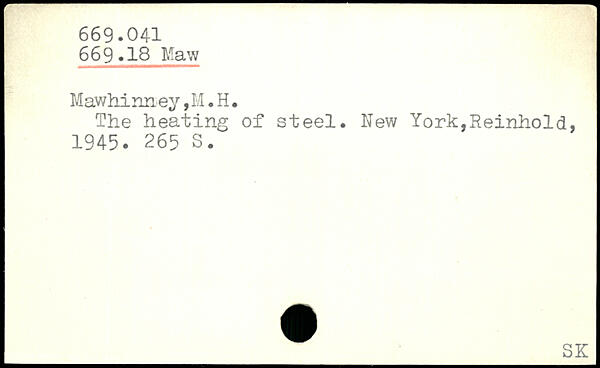 669.041
669.18 Maw
Mawhinney,M.H.
The heating of steel. New York,Reinhold,
1945. 265 S.
SK